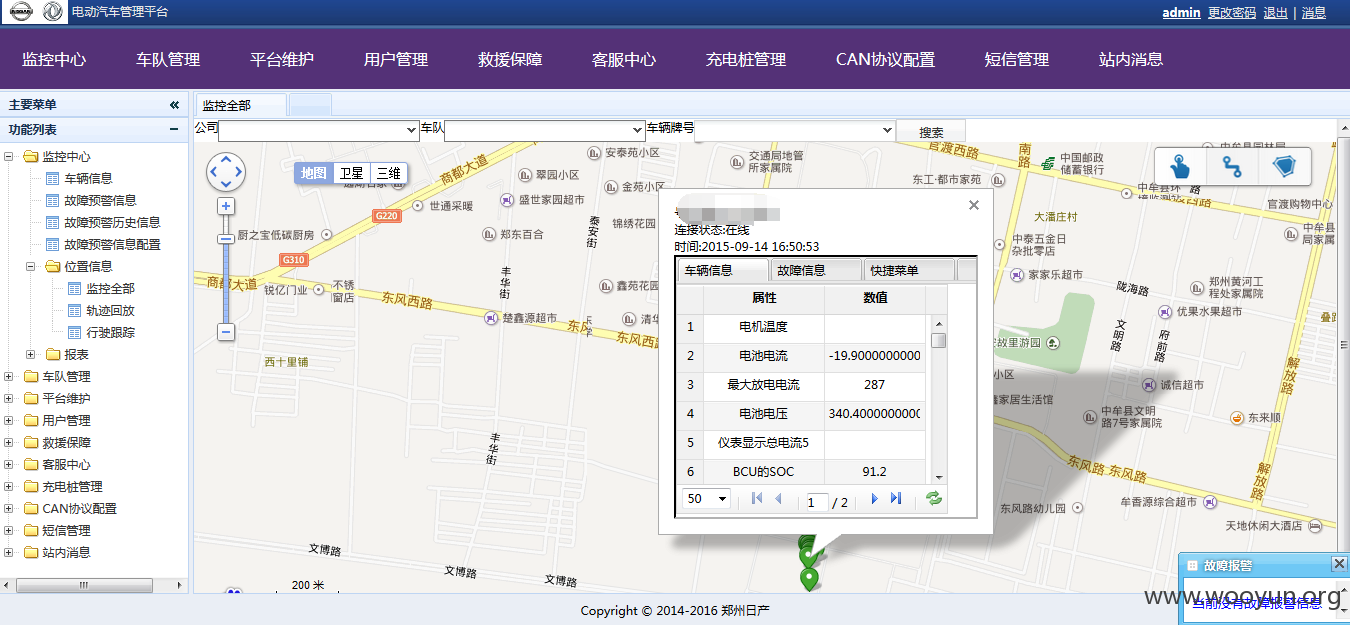 NISSAN 电动汽车管理平台
admin 更改密码 退出 | 消息
监控中心 车队管理 平台维护 用户管理 救援保障 客服中心 充电桩管理 CAN协议配置 短信管理 站内消息
主要菜单
功能列表
监控中心
车辆信息
故障预警信息
故障预警历史信息
故障预警信息配置
位置信息
监控全部
轨迹回放
行驶跟踪
报表
车队管理
平台维护
用户管理
救援保障
客服中心
充电桩管理
CAN协议配置
短信管理
站内消息
监控全部
公司 车队 车辆牌号 搜索
地图 卫星 三维
商都大道
G220
世通采暖
厨之宝低碳厨房
G310
商都大道
锐亿门业
不锈
窗店
东风西路
西十里铺
安泰苑小区
翠园小区
金苑小区
盛世家园超市
锦绣花园
郑东百合
泰安街
丰华街
鑫苑花园
楚鑫源超市
清华
东风
东风西路
丰华街
文博路
文博路
文博路
200 米
交通局地管
所家属院
官渡西路
东工·都市家苑
南路
中国邮政
储蓄银行
中牟县环
境监测站
官渡购物中心
大潘庄村
中牟县
局家属
中泰五金日
杂批零店
家家乐超市
陇海路
郑州黄河工
程处家属院
优果水果超市
文明路
府前路
安故里游园
小区
鑫家居生活馆
诚信超市
中牟县文明
路7号家属院
东来顺
解放路
解放路
东风路 东风路
牟香源综合超市
东风路幼儿园
天地休闲大酒店
连接状态:在线
时间:2015-09-14 16:50:53
车辆信息 故障信息 快捷菜单
属性 数值
1 电机温度
2 电池电流 -19.9000000000
3 最大放电电流 287
4 电池电压 340.4000000000
5 仪表显示总电流5
6 BCU的SOC 91.2
50 1 / 2
故障报警
当前没有故障报警信息
www.wooyun.org
Copyright © 2014-2016 郑州日产